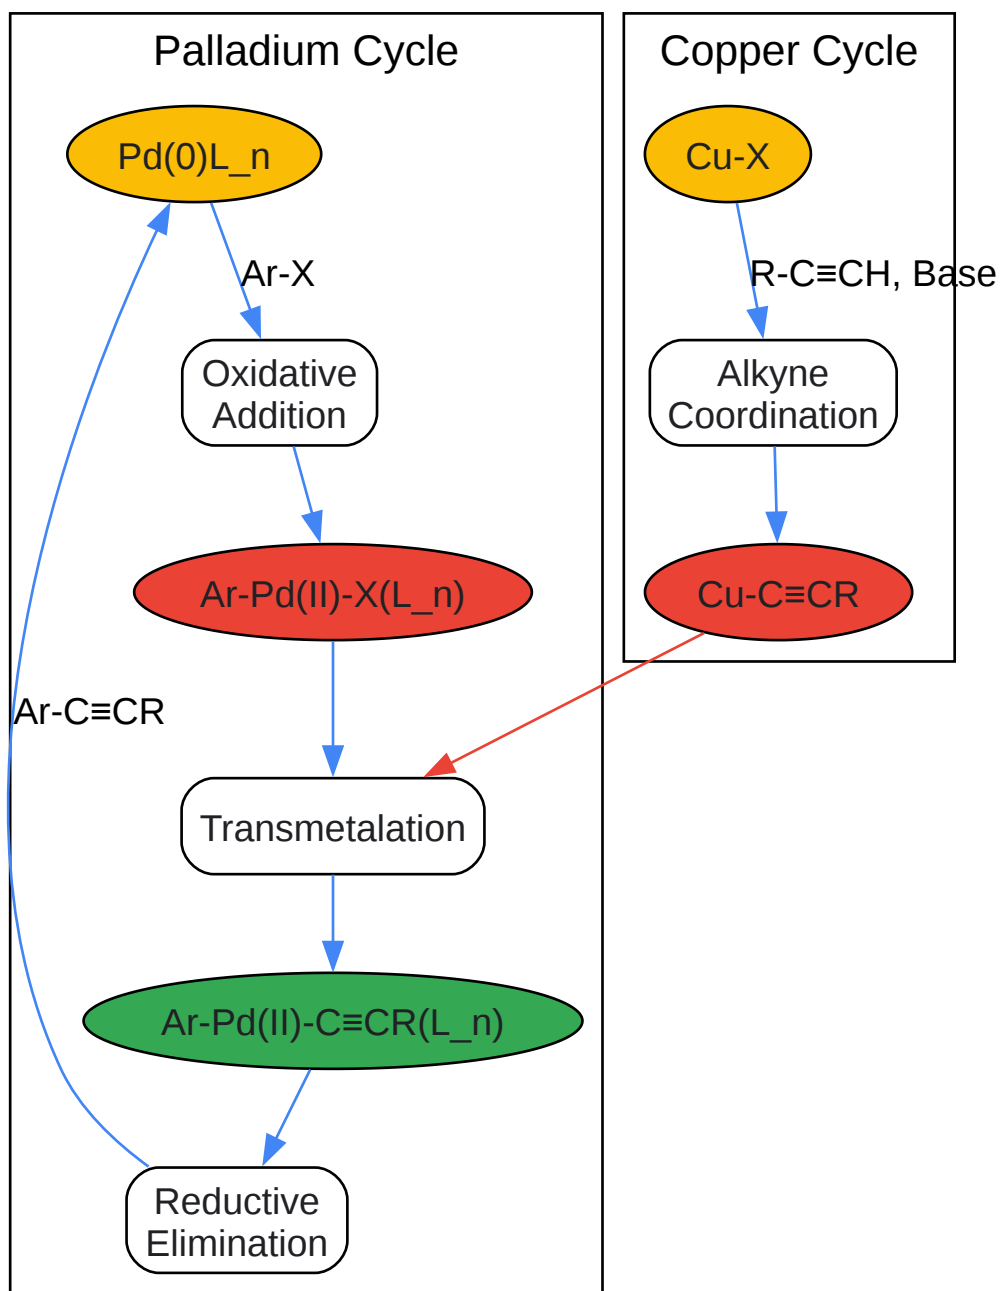 Palladium Cycle
Copper Cycle
Pd(0)L_n
Cu-X
Ar-X
R-C≡CH, Base
Oxidative
Addition
Alkyne
Coordination
Ar-Pd(II)-X(L_n)
Cu-C≡CR
Ar-C≡CR
Transmetalation
Ar-Pd(II)-C≡CR(L_n)
Reductive
Elimination